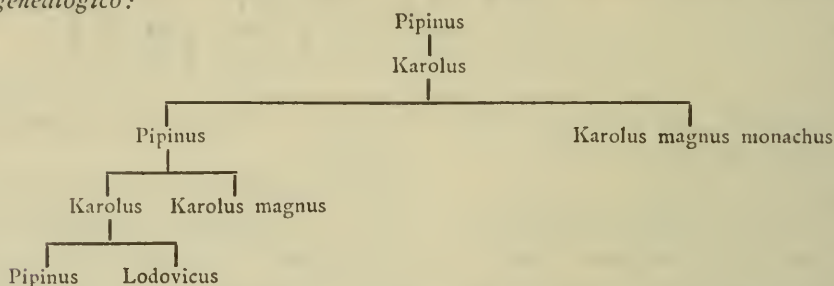 genealogico:
Pipinus
Karolus
Pipinus Karolus magnus monachus
Karolus Karolus magnus
Pipinus Lodovicus